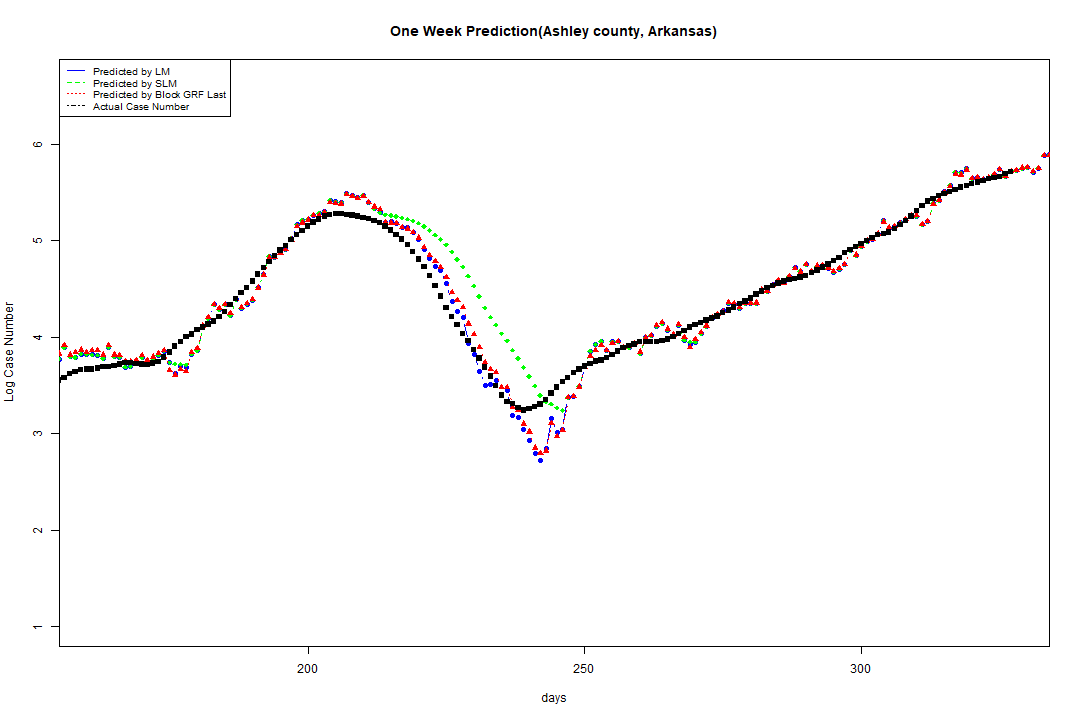 One Week Prediction(Ashley county, Arkansas)
Predicted by LM
Predicted by SLM
Predicted by Block GRF Last
Actual Case Number
6
5
4
3
2
1
Log Case Number
200 250 300
days